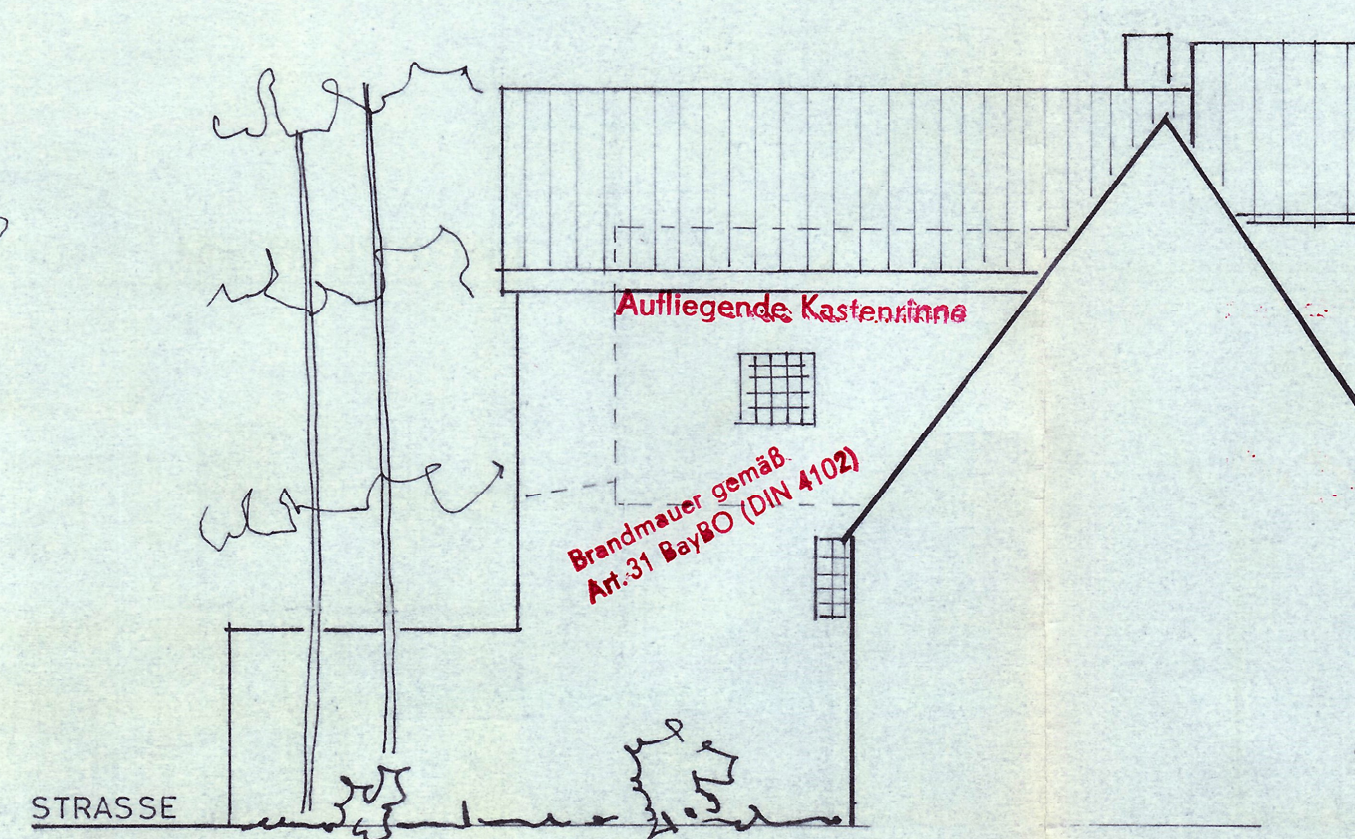 Aufliegende Kastenrinne
Brandmauer gemäß
Art. 31 BayBO (DIN 4102)
STRASSE